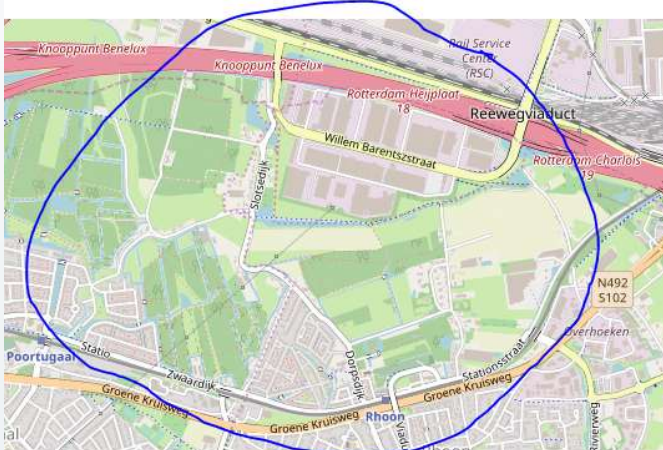 Knooppunt Benelux
Knooppunt Benelux
Rail Service
Center
(RSC)
Rotterdam-Heijplaat
18
Reewegviaduct
Willem Barentszstraat
Rotterdam-Charlois
19
Slotsedijk
N492
S102
Overhoeken
Poortugaal
Statio
Zwaardijk
Dorpsdijk
Stationsstraat
Groene Kruisweg
Groene Kruisweg
Groene Kruisweg
Rhoon
Viadu
Rivierweg